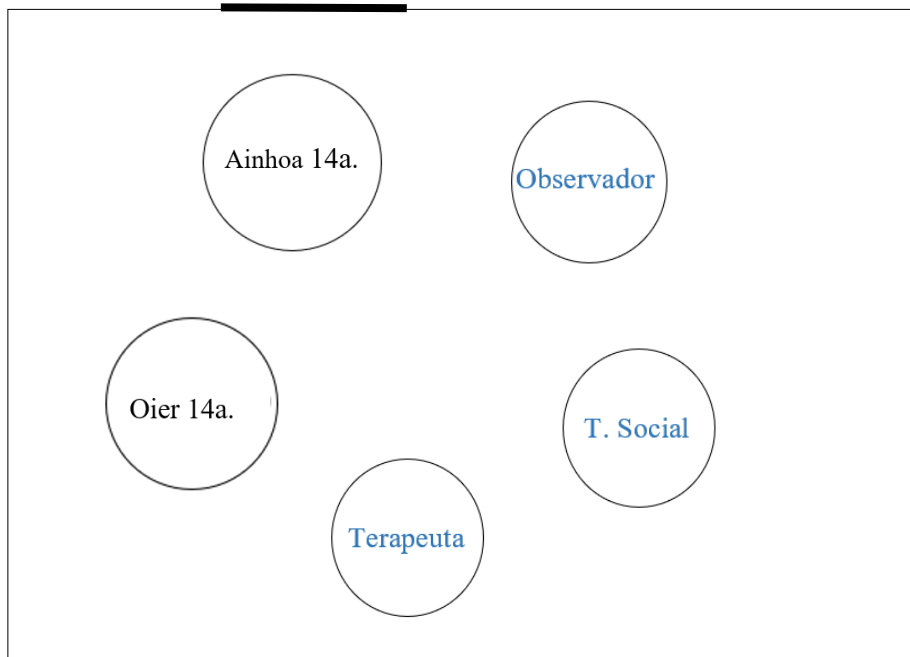 Ainhoa 14a.
Observador
Oier 14a.
T. Social
Terapeuta